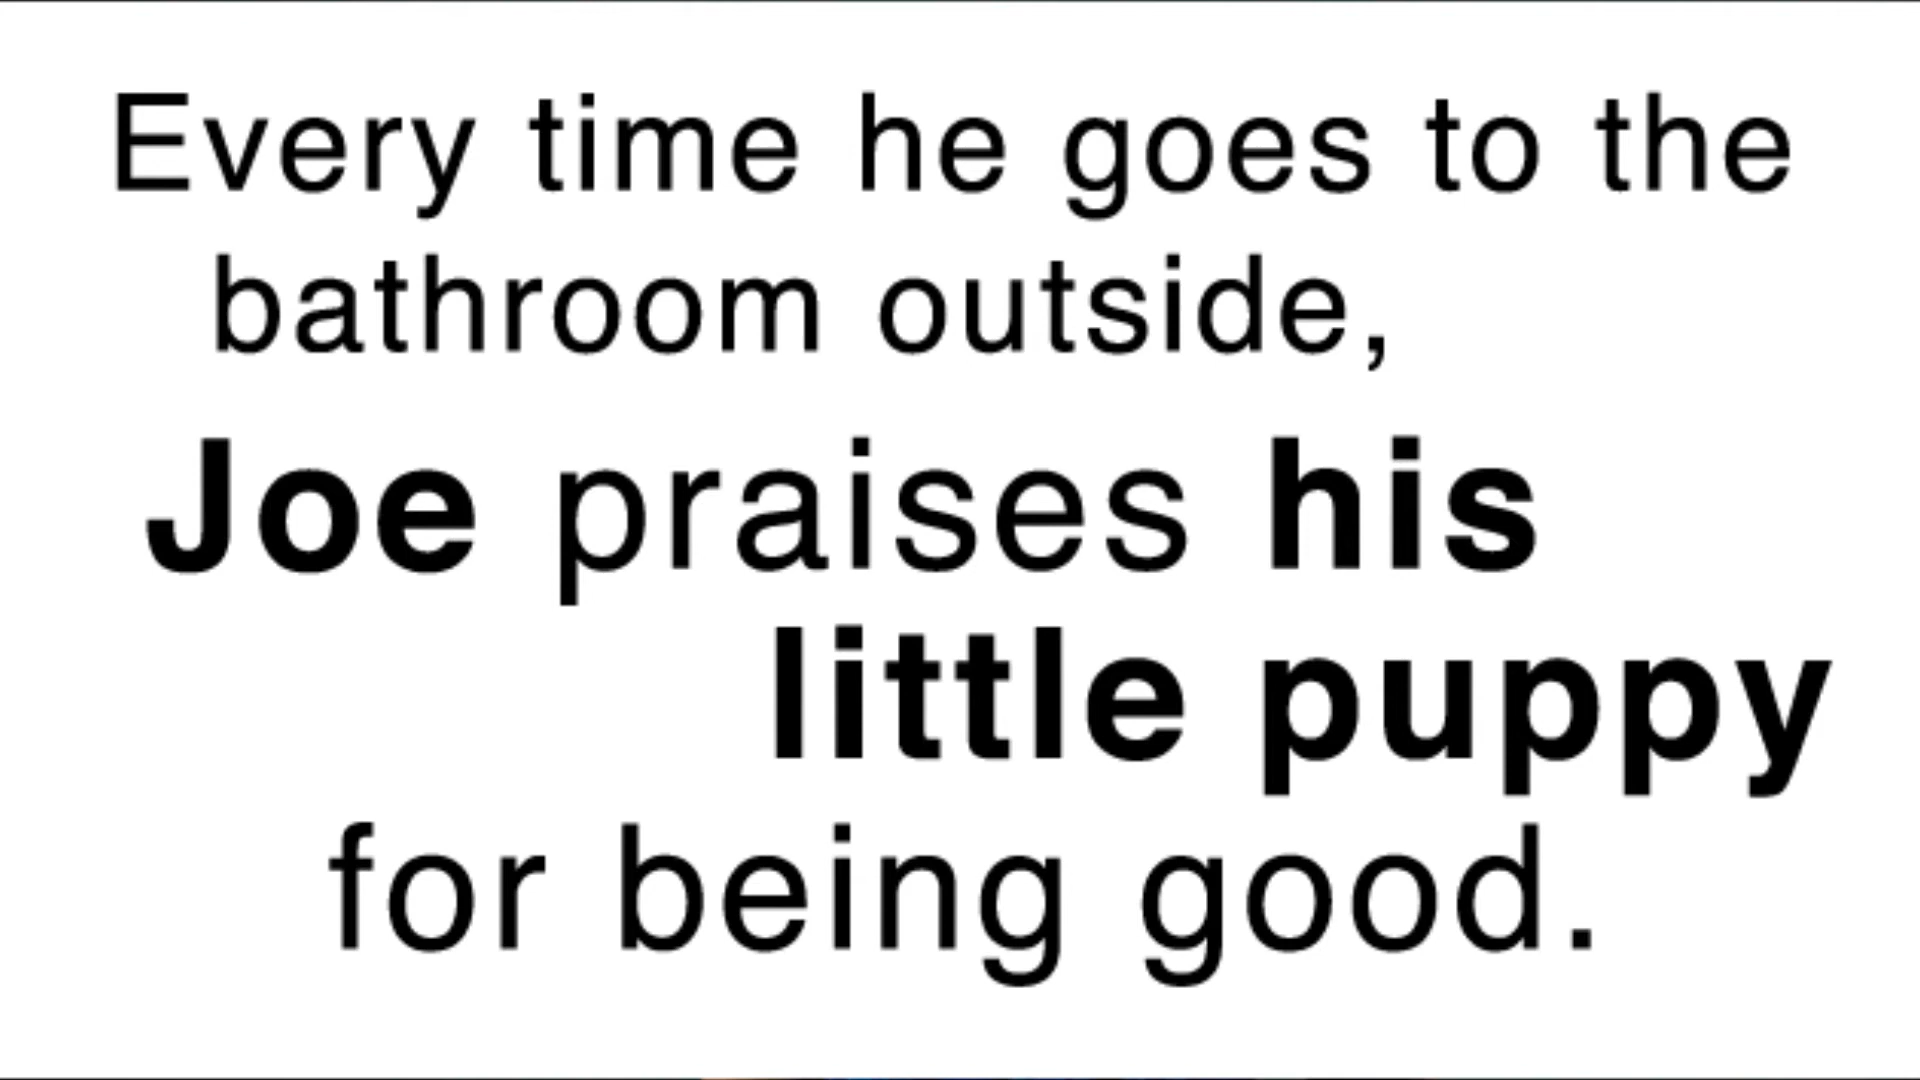 Every time he goes to the
bathroom outside,
Joe praises his
little puppy
for being good.